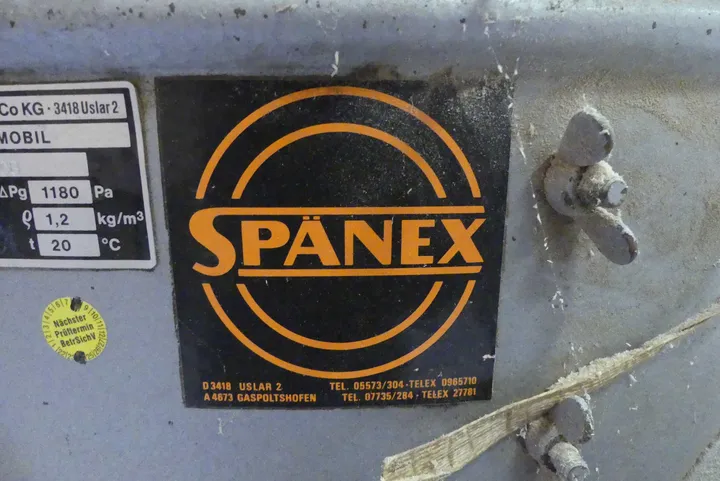 Co KG · 3418 Uslar 2
MOBIL
ΔPg 1180 Pa
ϱ 1,2 kg/m³
t 20 °C
Nächster
Prüftermin
BetrSichV
SPÄNEX
D 3418 USLAR 2 TEL. 05573/304 - TELEX 0965710
A 4673 GASPOLTSHOFEN TEL. 07735/284 - TELEX 27781